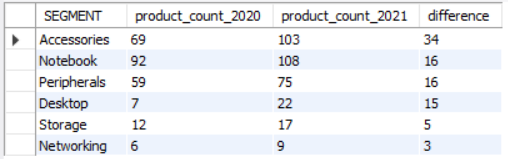 SEGMENT product_count_2020 product_count_2021 difference
Accessories 69 103 34
Notebook 92 108 16
Peripherals 59 75 16
Desktop 7 22 15
Storage 12 17 5
Networking 6 9 3